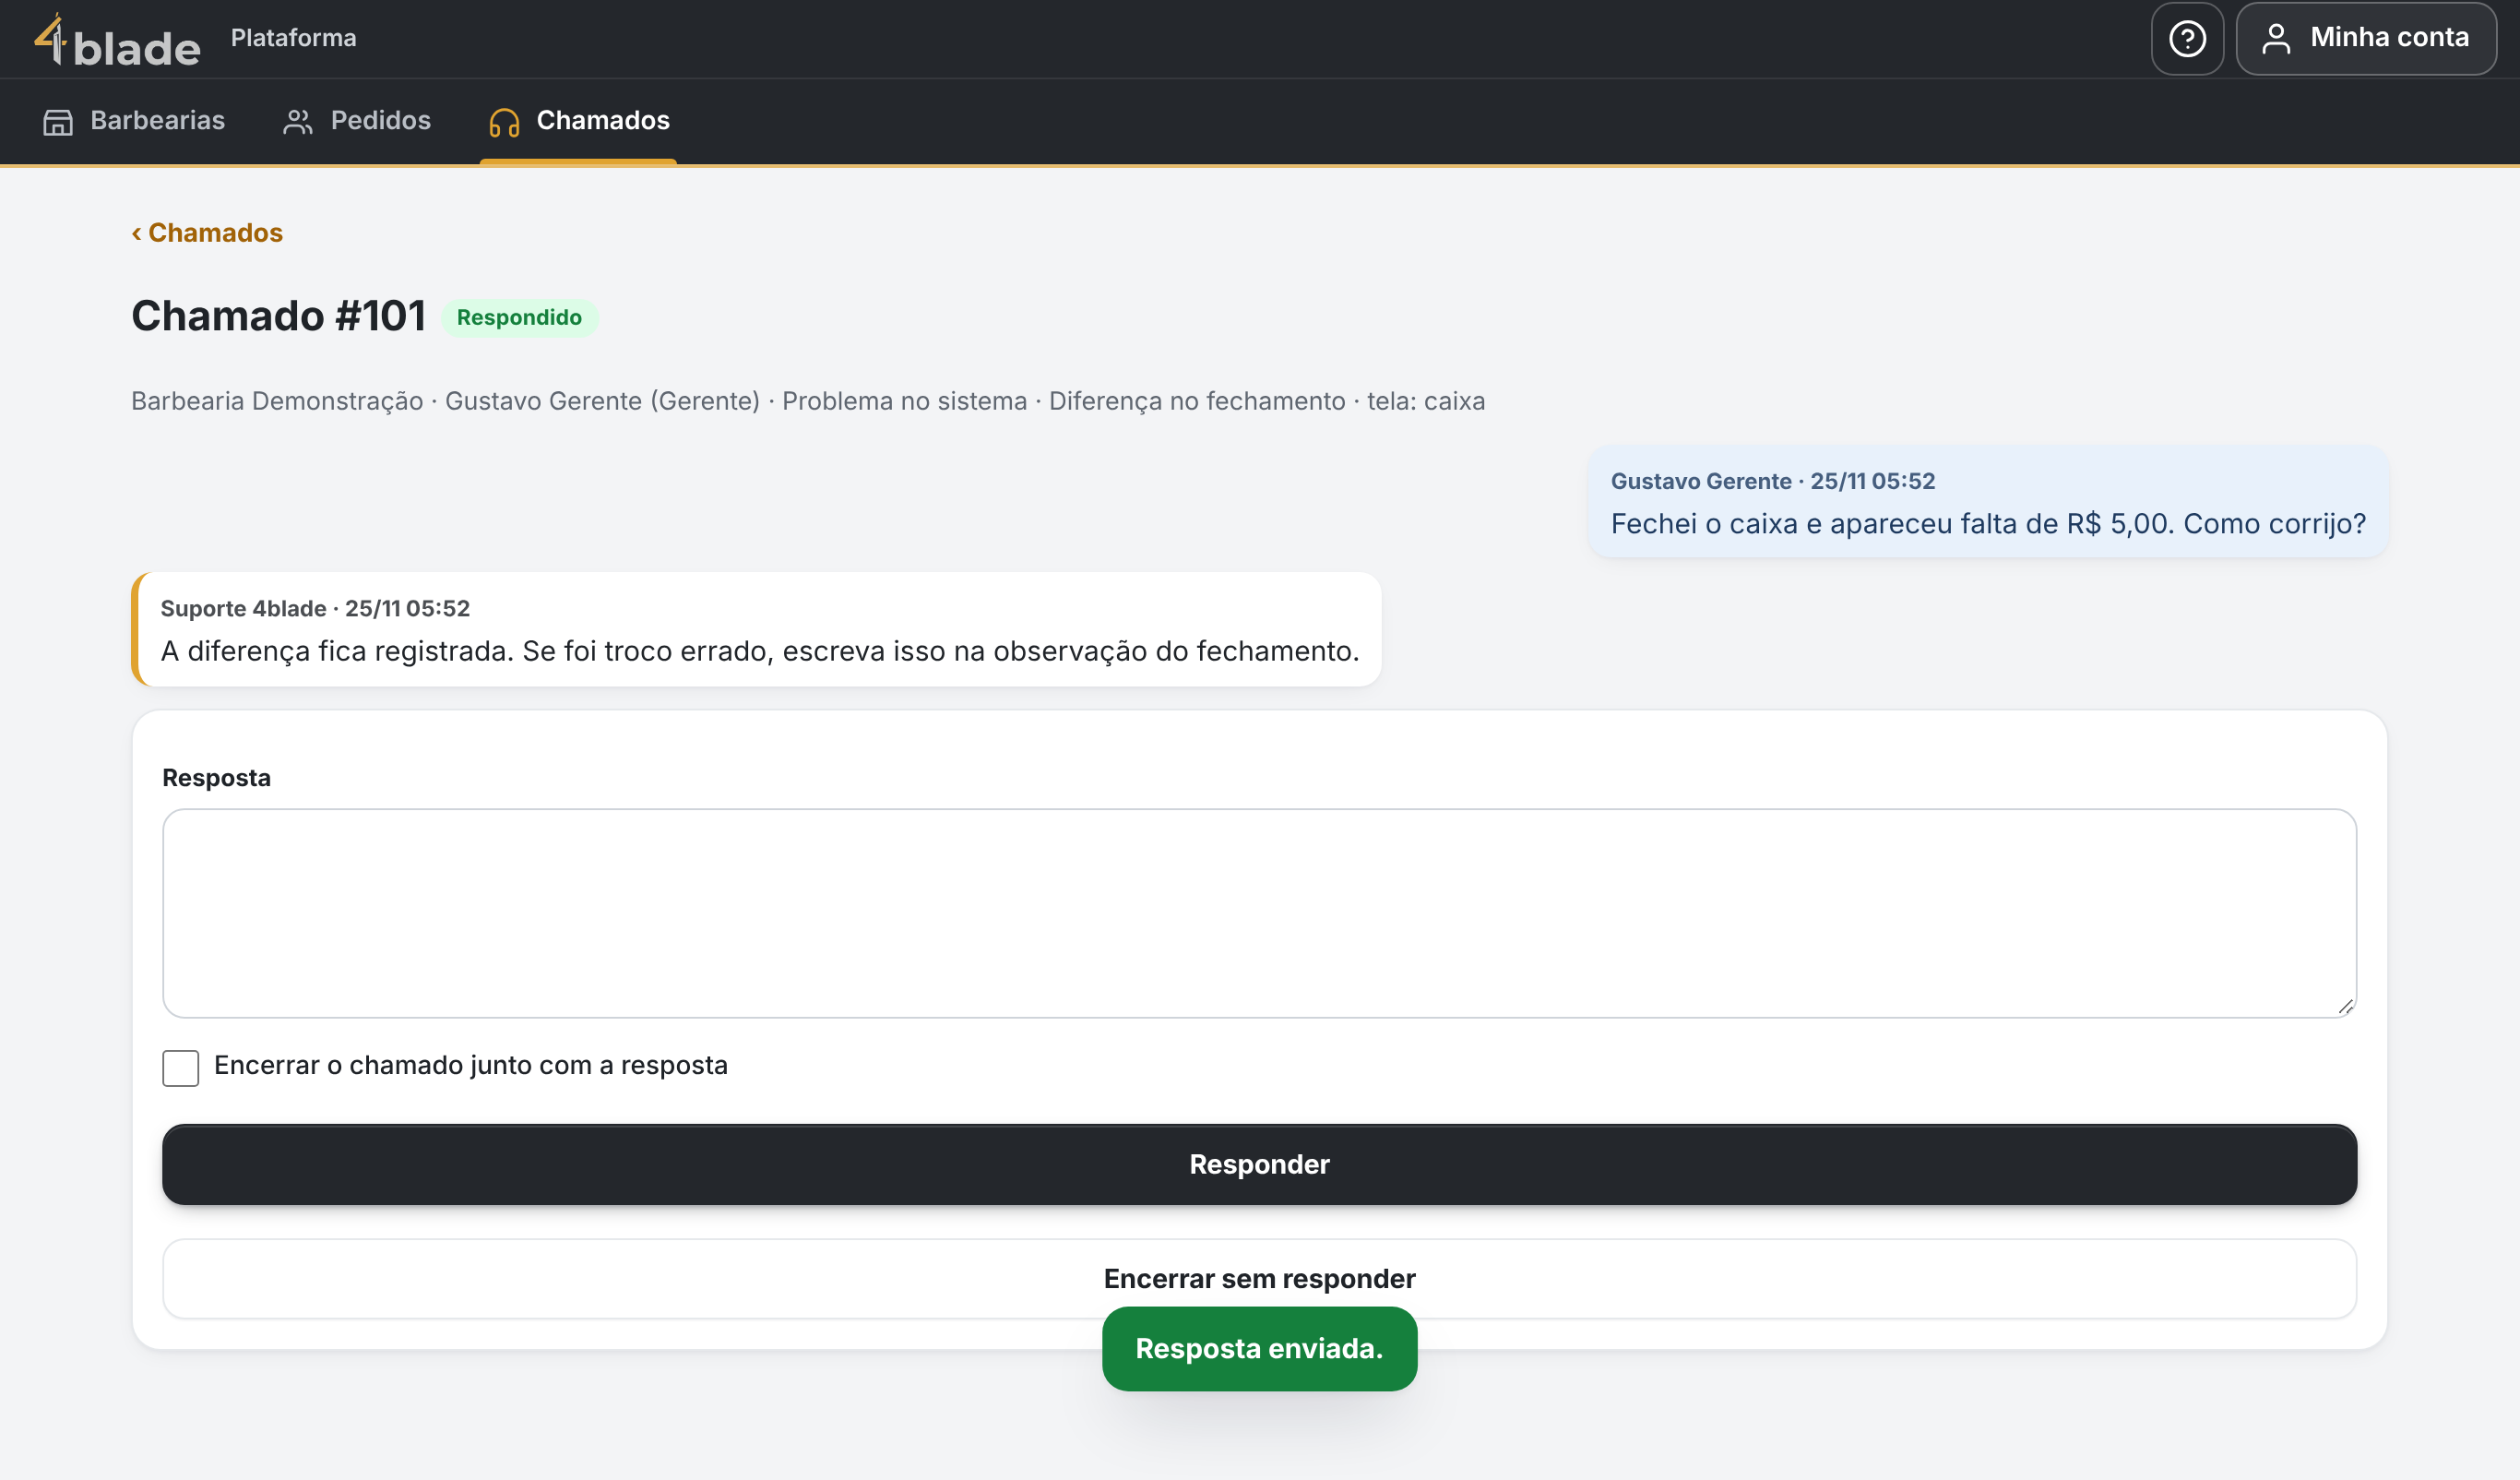 4blade Plataforma
Minha conta
Barbearias Pedidos Chamados
‹ Chamados
Chamado #101 Respondido
Barbearia Demonstração · Gustavo Gerente (Gerente) · Problema no sistema · Diferença no fechamento · tela: caixa
Gustavo Gerente · 25/11 05:52
Fechei o caixa e apareceu falta de R$ 5,00. Como corrijo?
Suporte 4blade · 25/11 05:52
A diferença fica registrada. Se foi troco errado, escreva isso na observação do fechamento.
Resposta
Encerrar o chamado junto com a resposta
Responder
Encerrar sem responder
Resposta enviada.